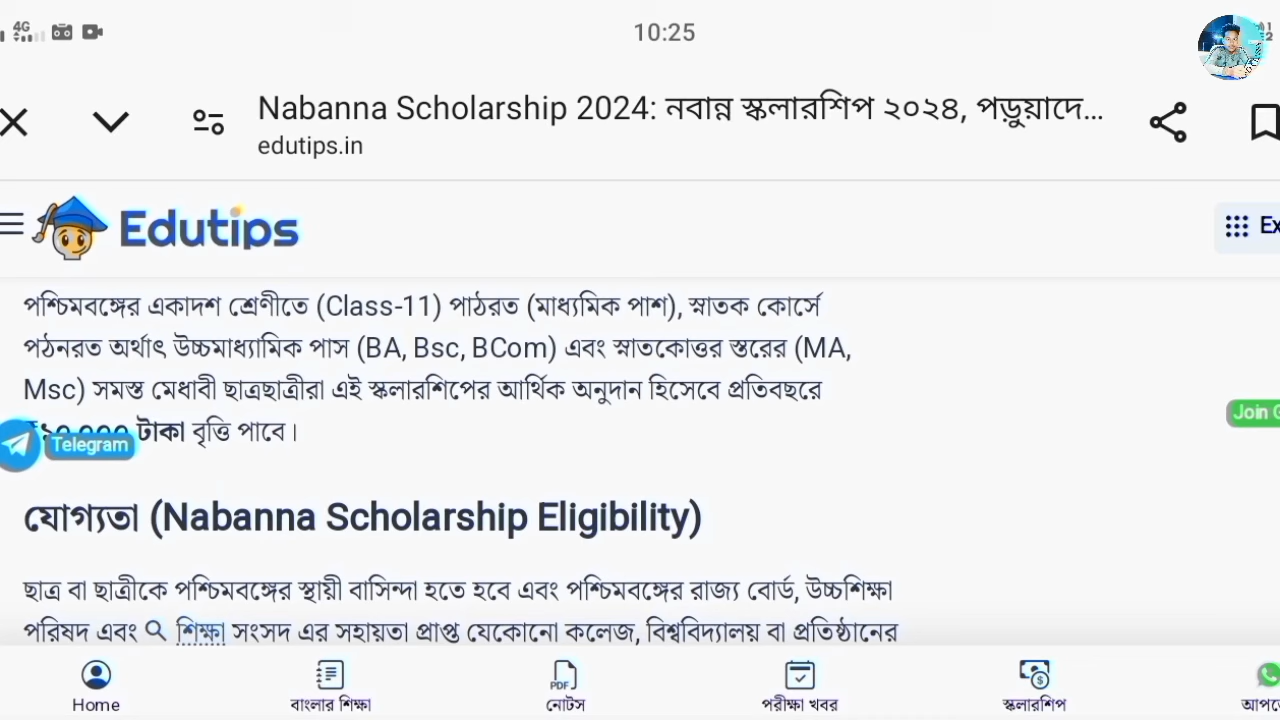 4G
10:25
Nabanna Scholarship 2024: নবান্ন স্কলারশিপ ২০২৪, পড়ুয়াদে...
edutips.in
Edutips
Ex
পশ্চিমবঙ্গের একাদশ শ্রেণীতে (Class-11) পাঠরত (মাধ্যমিক পাশ), স্নাতক কোর্সে
পঠনরত অর্থাৎ উচ্চমাধ্যামিক পাস (BA, Bsc, BCom) এবং স্নাতকোত্তর স্তরের (MA,
Msc) সমস্ত মেধাবী ছাত্রছাত্রীরা এই স্কলারশিপের আর্থিক অনুদান হিসেবে প্রতিবছরে
টাকা বৃত্তি পাবে।
Join G
Telegram
যোগ্যতা (Nabanna Scholarship Eligibility)
ছাত্র বা ছাত্রীকে পশ্চিমবঙ্গের স্থায়ী বাসিন্দা হতে হবে এবং পশ্চিমবঙ্গের রাজ্য বোর্ড, উচ্চশিক্ষা
পরিষদ এবং শিক্ষা সংসদ এর সহায়তা প্রাপ্ত যেকোনো কলেজ, বিশ্ববিদ্যালয় বা প্রতিষ্ঠানের
Home
বাংলার শিক্ষা
PDF
নোটস
পরীক্ষা খবর
স্কলারশিপ